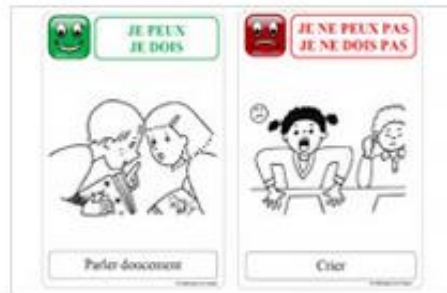 JE PEUX
JE DOIS
Parler doucement
JE NE PEUX PAS
JE NE DOIS PAS
Crier